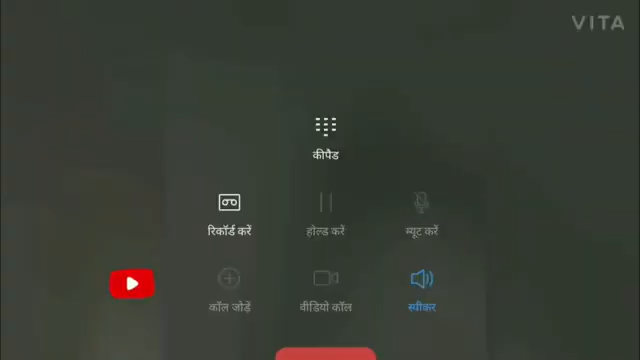 VITA
कीपैड
रिकॉर्ड करें
होल्ड करें
म्यूट करें
कॉल जोड़ें
वीडियो कॉल
स्पीकर